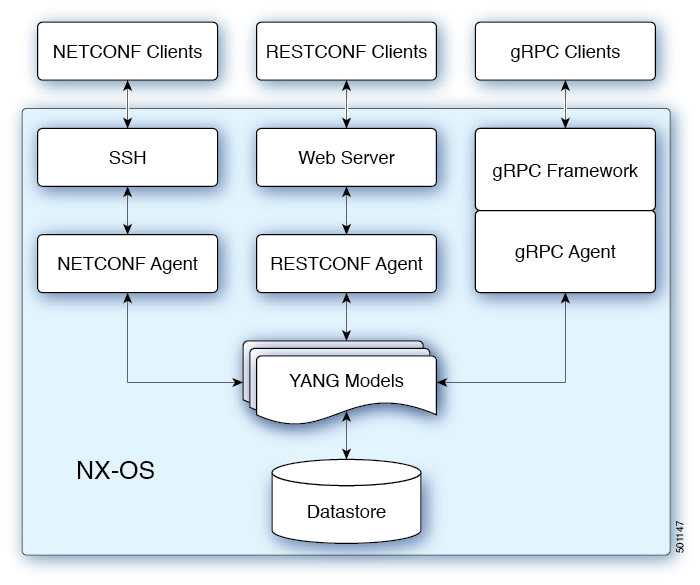 NETCONF Clients
RESTCONF Clients
gRPC Clients
SSH
Web Server
gRPC Framework
NETCONF Agent
RESTCONF Agent
gRPC Agent
YANG Models
NX-OS
Datastore
501147